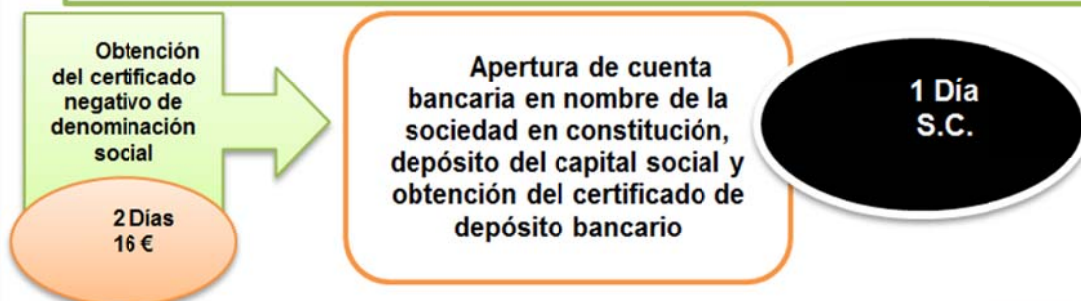 Obtención
del certificado
negativo de
denominación
social
2 Días
16 €
Apertura de cuenta
bancaria en nombre de la
sociedad en constitución,
depósito del capital social y
obtención del certificado de
depósito bancario
1 Día
S.C.